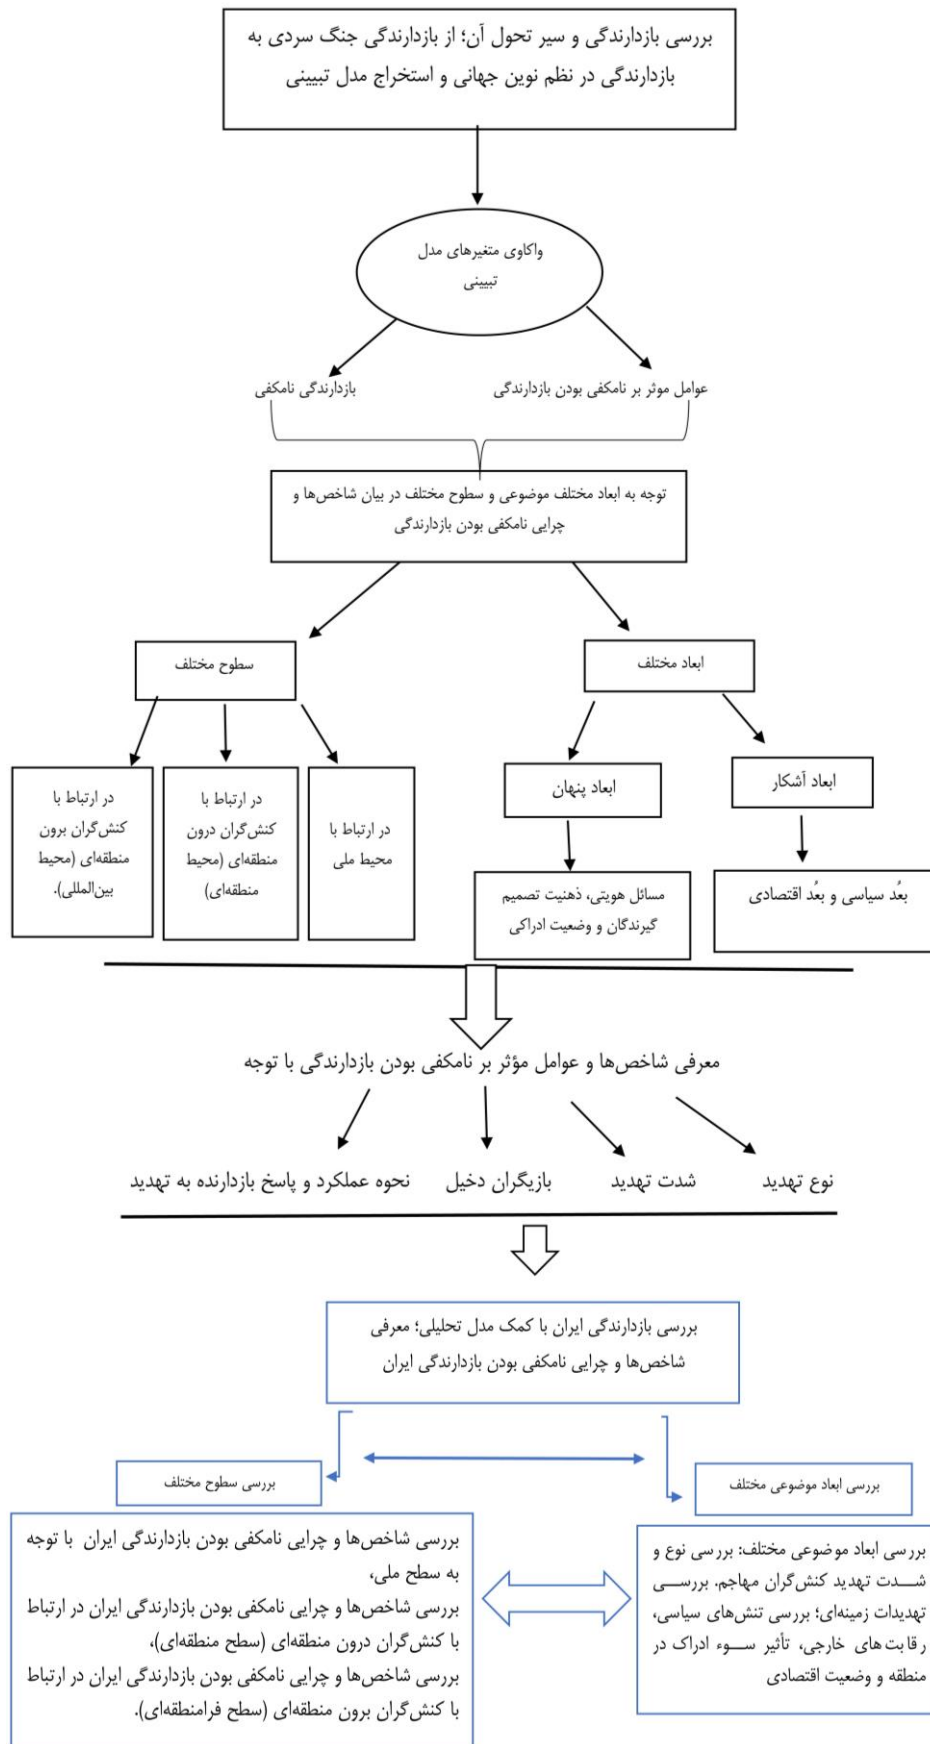 بررسی بازدارندگی و سیر تحول آن؛ از بازدارندگی جنگ سردی به
بازدارندگی در نظم نوین جهانی و استخراج مدل تبیینی
واکاوی متغیرهای مدل
تبیینی
عوامل موثر بر نامکفی بودن بازدارندگی
بازدارندگی نامکفی
توجه به ابعاد مختلف موضوعی و سطوح مختلف در بیان شاخص‌ها و
چرایی نامکفی بودن بازدارندگی
ابعاد مختلف
سطوح مختلف
ابعاد آشکار
ابعاد پنهان
بُعد سیاسی و بعُد اقتصادی
مسائل هویتی، ذهنیت تصمیم
گیرندگان و وضعیت ادراکی
در ارتباط با
محیط ملی
در ارتباط با
کنش‌گران درون
منطقه‌ای (محیط
منطقه‌ای)
در ارتباط با
کنش‌گران برون
منطقه‌ای (محیط
بین‌المللی).
معرفی شاخص‌ها و عوامل مؤثر بر نامکفی بودن بازدارندگی با توجه
نوع تهدید
شدت تهدید
بازیگران دخیل
نحوه عملکرد و پاسخ بازدارنده به تهدید
بررسی بازدارندگی ایران با کمک مدل تحلیلی؛ معرفی
شاخص‌ها و چرایی نامکفی بودن بازدارندگی ایران
بررسی ابعاد موضوعی مختلف
بررسی سطوح مختلف
بررسی ابعاد موضوعی مختلف: بررسی نوع و
شـــدت تهدید کنش‌گران مهاجم. بررســی
تهدیدات زمینه‌ای؛ بررسی تنش‌های سیاسی،
رقابت‌های خارجی، تأثیر ســوء ادراک در
منطقه و وضعیت اقتصادی
بررسی شاخص‌ها و چرایی نامکفی بودن بازدارندگی ایران با توجه
به سطح ملی،
بررسی شاخص‌ها و چرایی نامکفی بودن بازدارندگی ایران در ارتباط
با کنش‌گران درون منطقه‌ای (سطح منطقه‌ای)،
بررسی شاخص‌ها و چرایی نامکفی بودن بازدارندگی ایران در ارتباط
با کنش‌گران برون منطقه‌ای (سطح فرامنطقه‌ای).